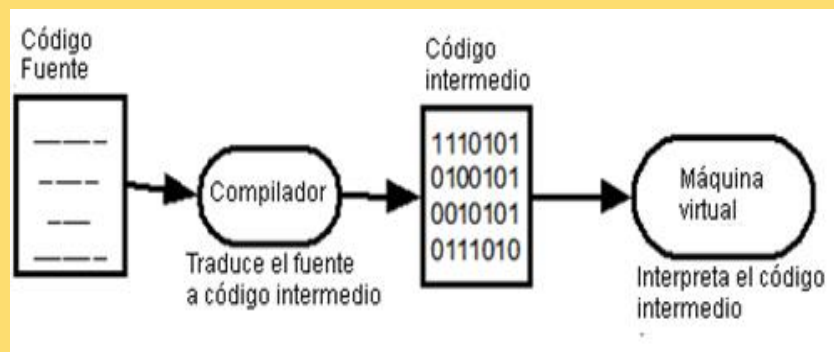 Código
Fuente
Compilador
Traduce el fuente
a código intermedio
Código
intermedio
1110101
0100101
0010101
0111010
Máquina
virtual
Interpreta el código
intermedio